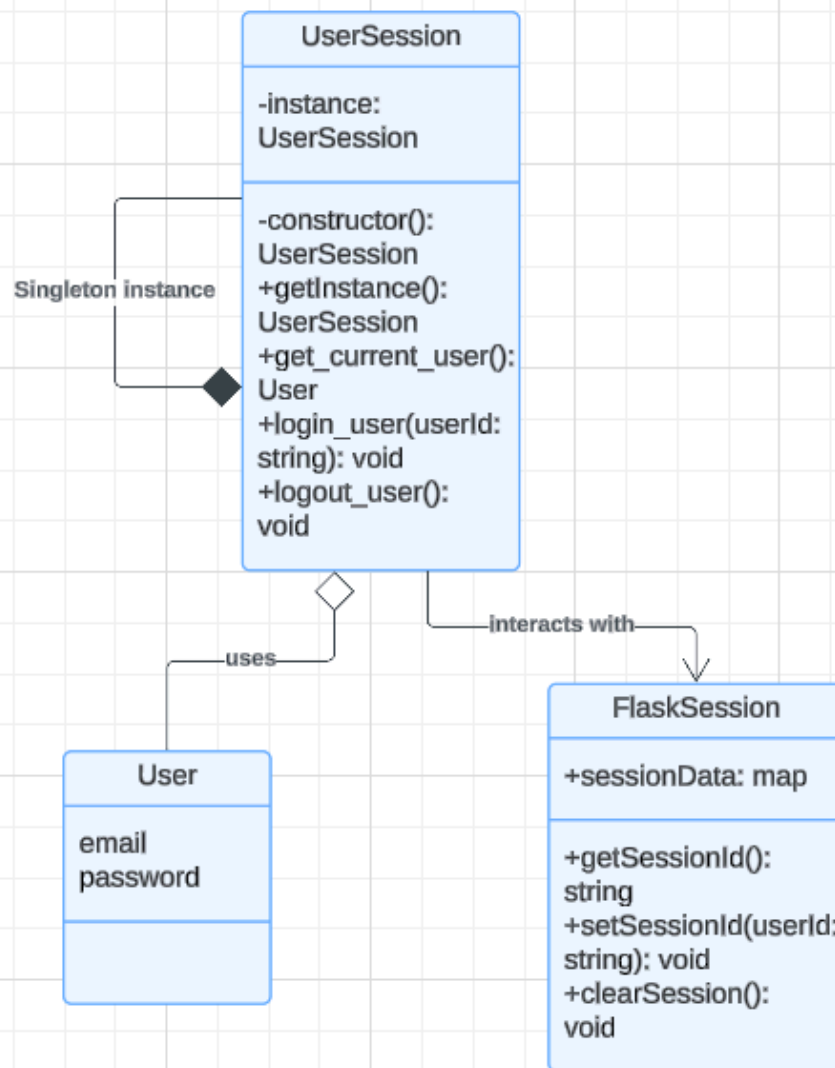 UserSession
-instance:
UserSession
-constructor():
UserSession
+getInstance():
UserSession
+get_current_user():
User
+login_user(userId:
string): void
+logout_user():
void
Singleton instance
uses
interacts with
User
email
password
FlaskSession
+sessionData: map
+getSessionId():
string
+setSessionId(userId:
string): void
+clearSession():
void